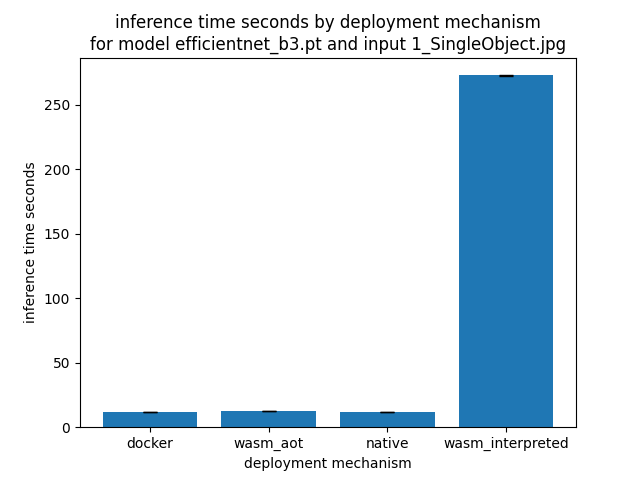 inference time seconds by deployment mechanism
for model efficientnet_b3.pt and input 1_SingleObject.jpg
inference time seconds
250
200
150
100
50
0
docker wasm_aot native wasm_interpreted
deployment mechanism